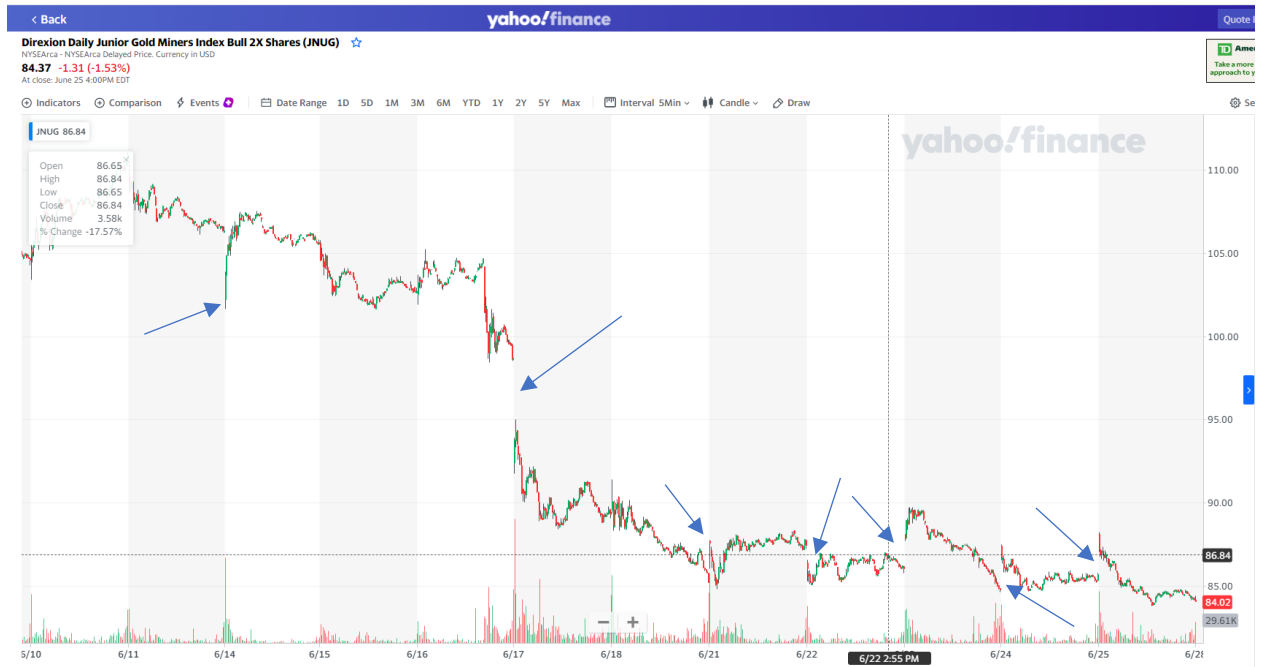 < Back
yahoo!finance
Quote
Direxion Daily Junior Gold Miners Index Bull 2X Shares (JNUG)
NYSEArca - NYSEArca Delayed Price. Currency in USD
84.37 -1.31 (-1.53%)
At close: June 25 4:00PM EDT
TD Amer
Take a more
approach to y
Indicators Comparison Events Date Range 1D 5D 1M 3M 6M YTD 1Y 2Y 5Y Max Interval 5Min Candle Draw Se
JNUG 86.84
yahoo!finance
Open 86.65
High 86.84
Low 86.65
Close 86.84
Volume 3.58k
% Change -17.57%
110.00
105.00
100.00
95.00
90.00
86.84
85.00
84.02
29.61K
6/11 6/14 6/15 6/16 6/17 6/18 6/21 6/22 6/22 2:55 PM 6/24 6/25 6/28